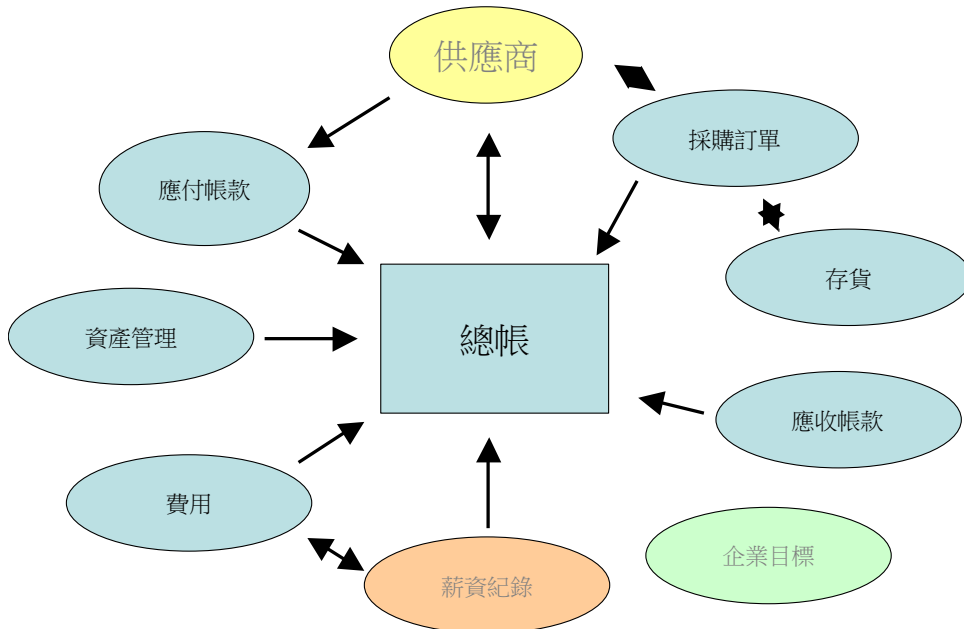 供應商
採購訂單
應付帳款
存貨
資產管理
總帳
應收帳款
費用
企業目標
薪資紀錄